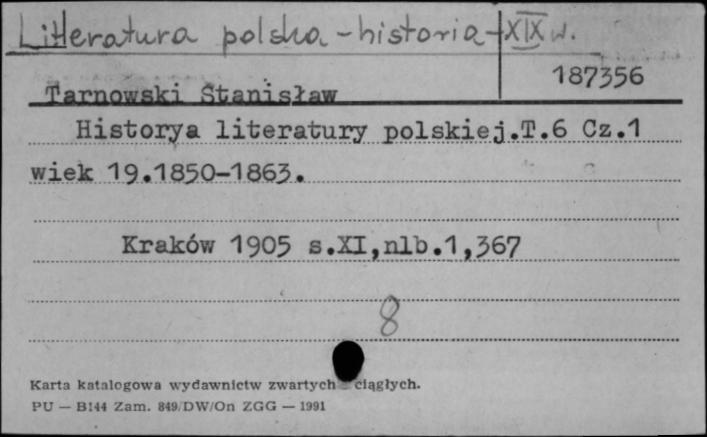 Literatura polska - historia - XIX w.
187356
Tarnowski Stanisław
Historya literatury polskiej.T.6 Cz.1
wiek 19.1850-1863.
Kraków 1905 s.XI,nlb.1,367
8
Karta katalogowa wydawnictw zwartych ciągłych.
PU — B144 Zam. 849/DW/On ZGG — 1991